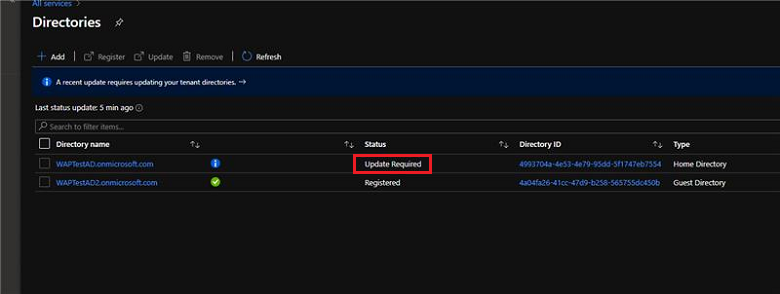 All services >
Directories
+ Add Register Update Remove Refresh
A recent update requires updating your tenant directories. →
Last status update: 5 min ago
Search to filter items...
Directory name ↑↓ ↑↓ Status ↑↓ Directory ID ↑↓ Type
WAPTestAD.onmicrosoft.com Update Required 4993704a-4e53-4e79-95dd-5f1747eb7554 Home Directory
WAPTestAD2.onmicrosoft.com Registered 4a04fa26-41cc-47d9-b258-565755dc450b Guest Directory